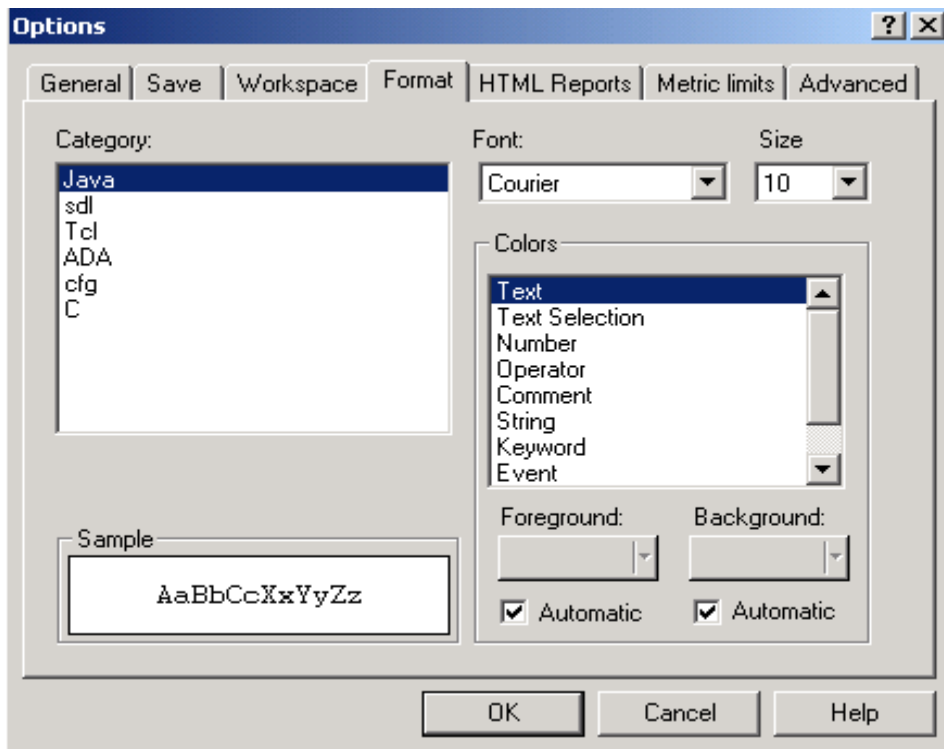 Options
General Save Workspace Format HTML Reports Metric limits Advanced
Category:
Java
sdl
Tcl
ADA
cfg
C
Font:
Courier
Size
10
Colors
Text
Text Selection
Number
Operator
Comment
String
Keyword
Event
Foreground: Background:
Automatic Automatic
Sample
AaBbCcXxYyZz
OK Cancel Help